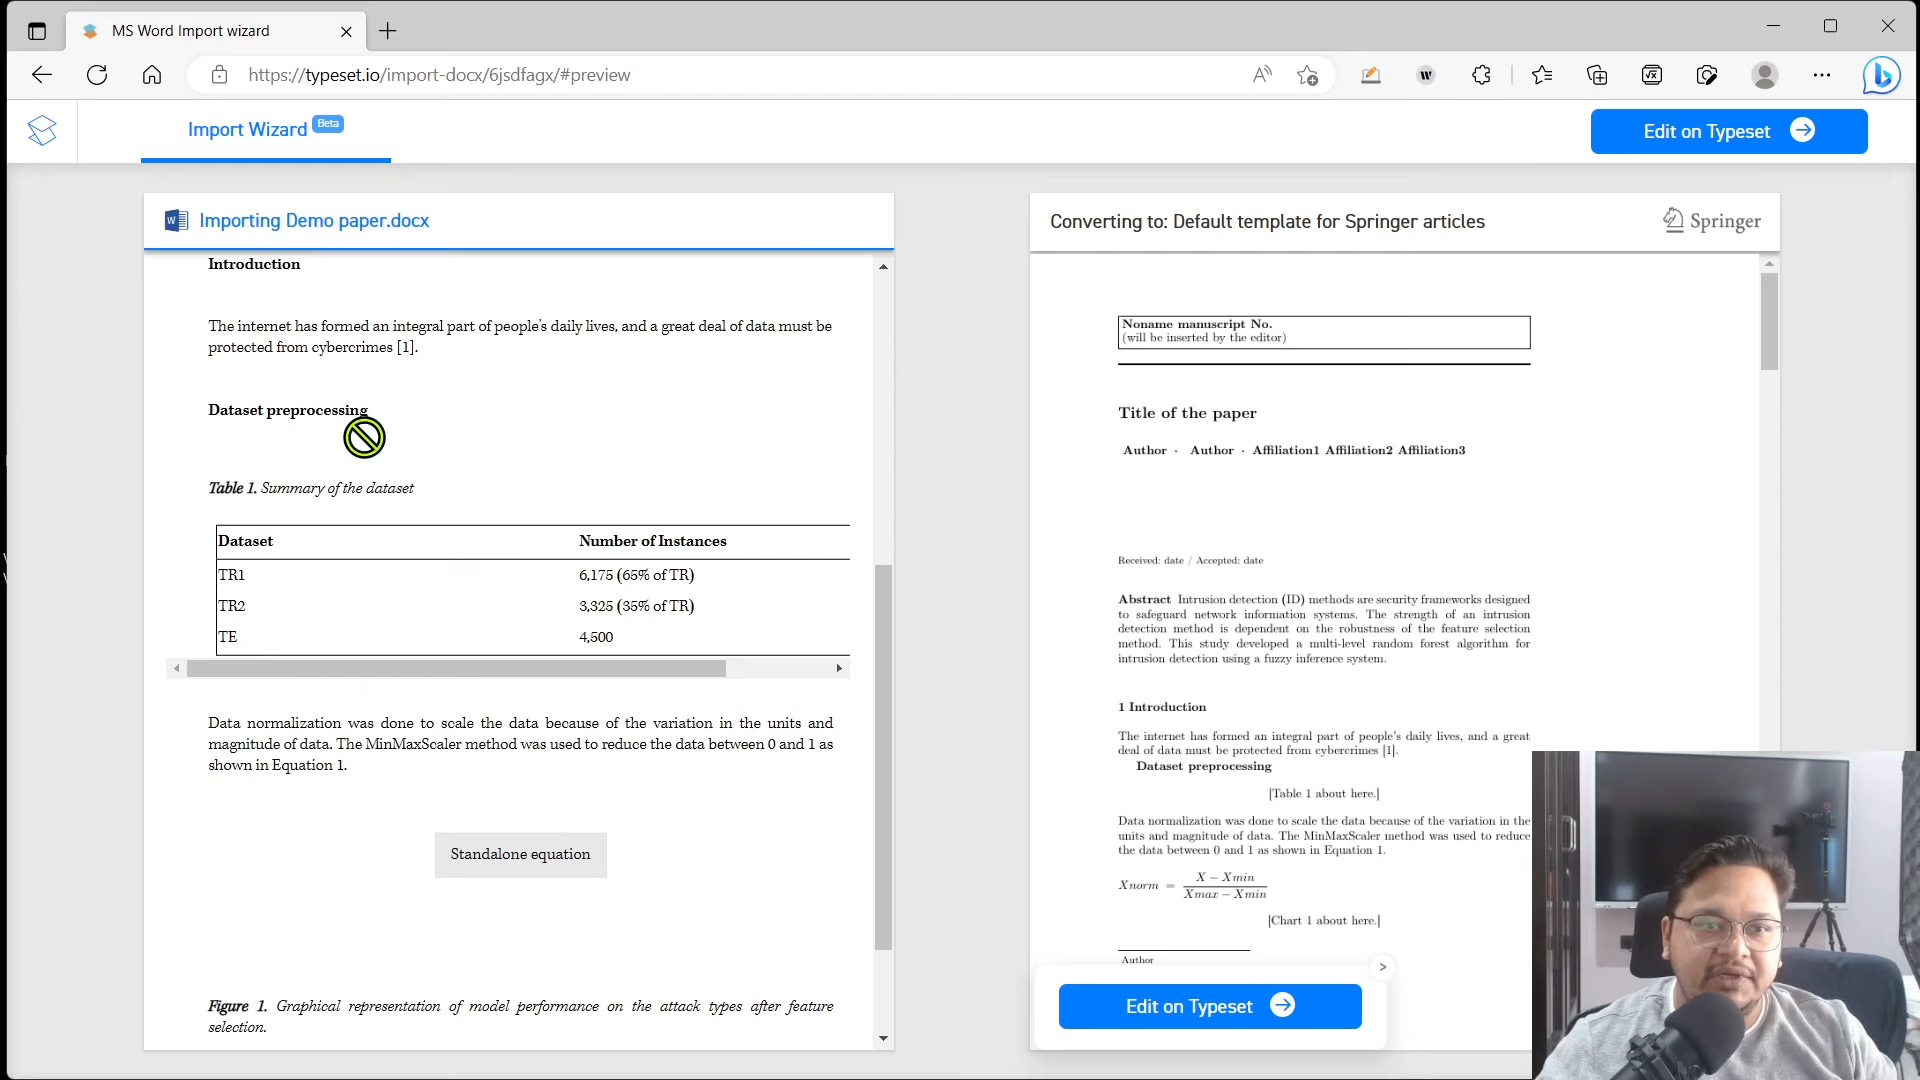 MS Word Import wizard
https://typeset.io/import-docx/6jsdfagx/#preview
Import Wizard Beta
Edit on Typeset
Importing Demo paper.docx
Introduction
The internet has formed an integral part of people's daily lives, and a great deal of data must be
protected from cybercrimes [1].
Dataset preprocessing
Table 1. Summary of the dataset
Dataset Number of Instances
TR1 6,175 (65% of TR)
TR2 3,325 (35% of TR)
TE 4,500
Data normalization was done to scale the data because of the variation in the units and
magnitude of data. The MinMaxScaler method was used to reduce the data between 0 and 1 as
shown in Equation 1.
Standalone equation
Figure 1. Graphical representation of model performance on the attack types after feature
selection.
Converting to: Default template for Springer articles
Springer
Noname manuscript No.
(will be inserted by the editor)
Title of the paper
Author · Author · Affiliation1 Affiliation2 Affiliation3
Received: date / Accepted: date
Abstract Intrusion detection (ID) methods are security frameworks designed
to safeguard network information systems. The strength of an intrusion
detection method is dependent on the robustness of the feature selection
method. This study developed a multi-level random forest algorithm for
intrusion detection using a fuzzy inference system.
1 Introduction
The internet has formed an integral part of people's daily lives, and a great
deal of data must be protected from cybercrimes [1].
Dataset preprocessing
[Table 1 about here.]
Data normalization was done to scale the data because of the variation in the
units and magnitude of data. The MinMaxScaler method was used to reduce
the data between 0 and 1 as shown in Equation 1.
Xnorm = X − Xmin
Xmax − Xmin
[Chart 1 about here.]
Author
Edit on Typeset